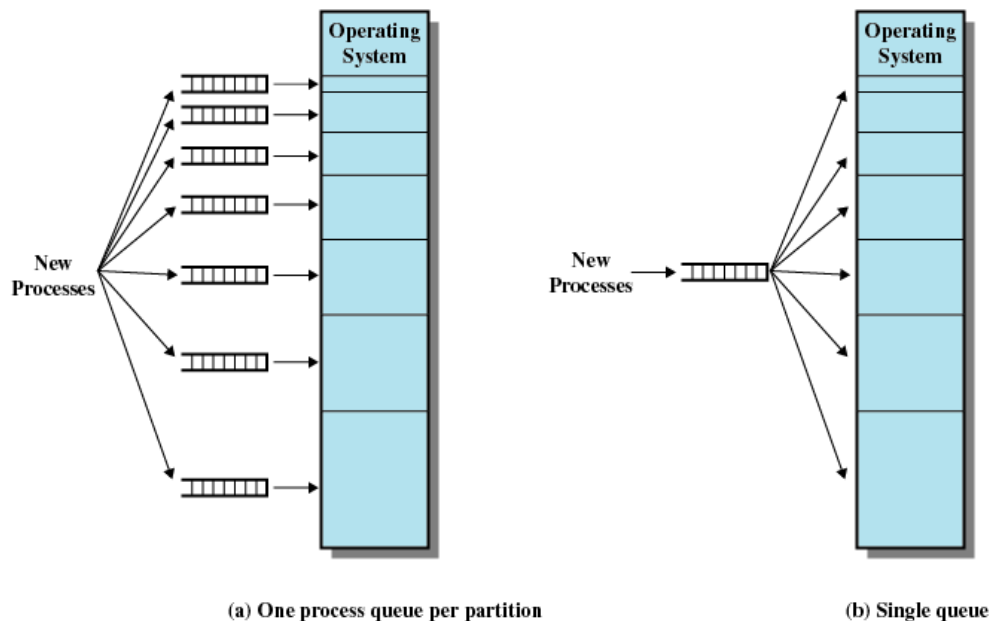 Operating
System
New
Processes
(a) One process queue per partition
Operating
System
New
Processes
(b) Single queue